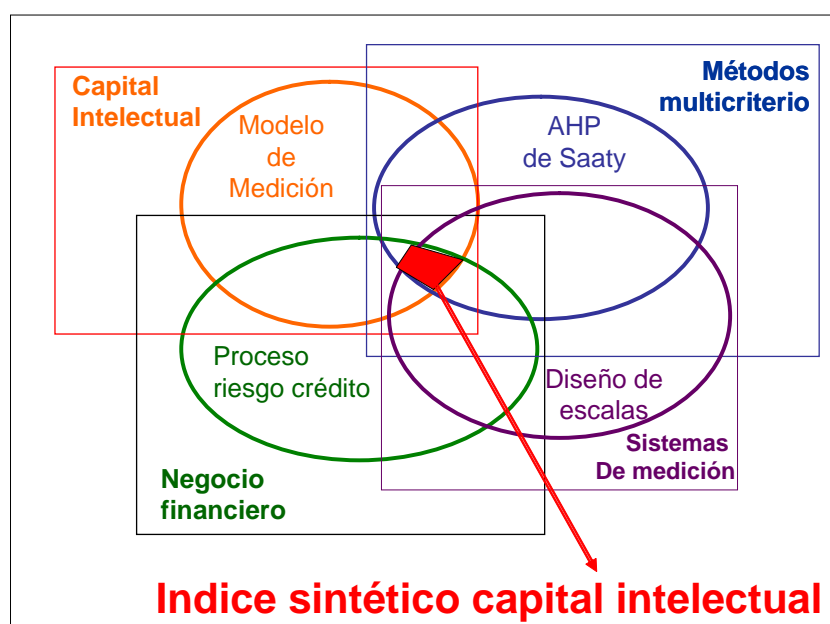 Capital
Intelectual
Modelo
de
Medición
Métodos
multicriterio
AHP
de Saaty
Proceso
riesgo crédito
Diseño de
escalas
Sistemas
De medición
Negocio
financiero
Indice sintético capital intelectual